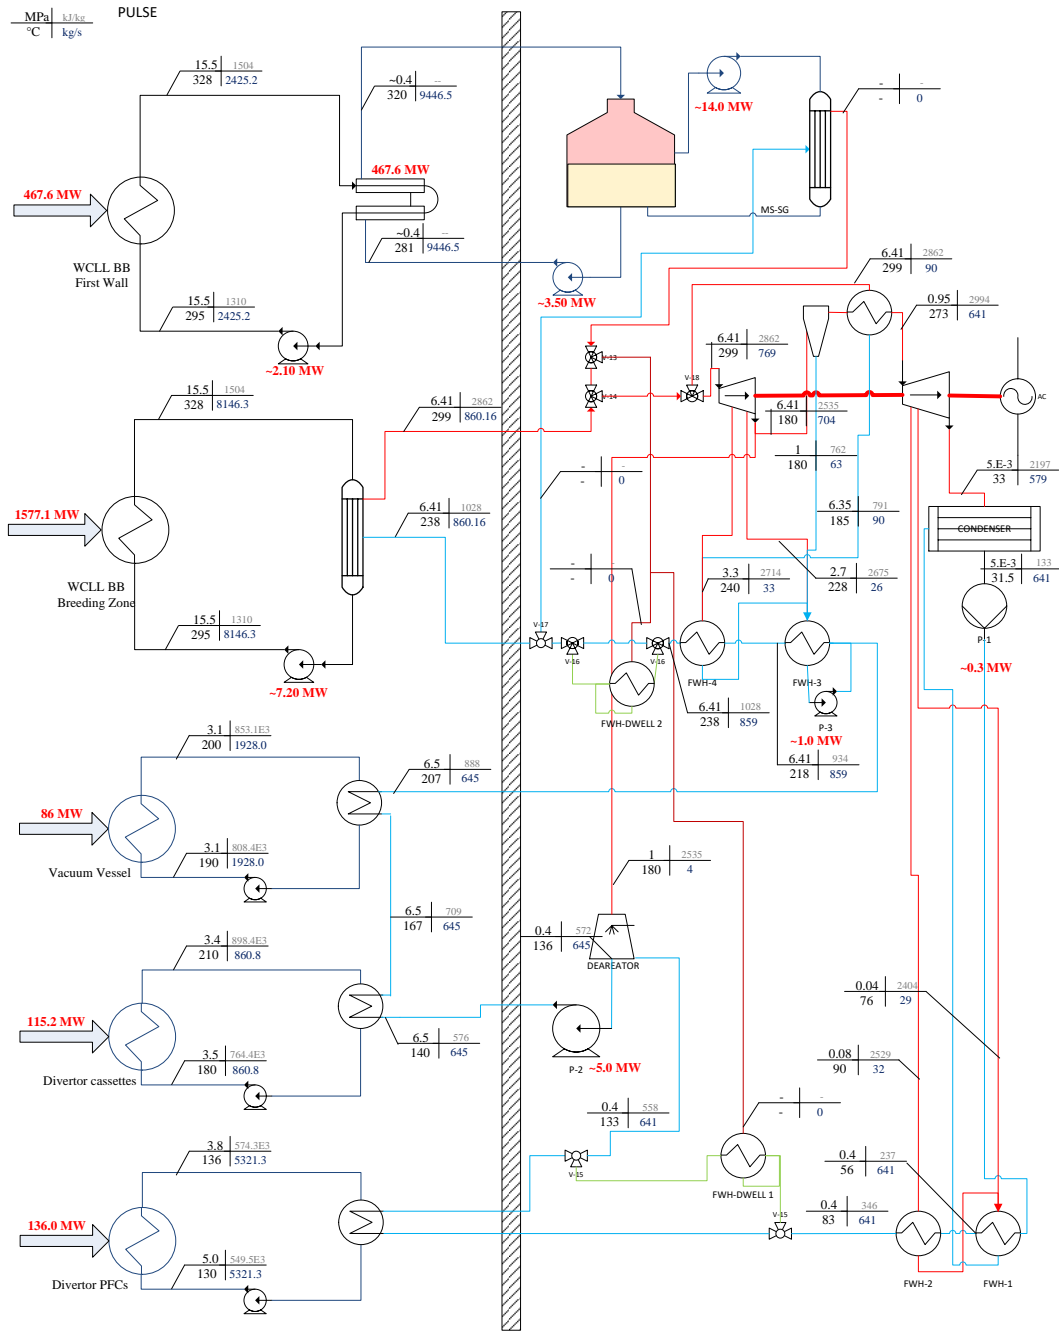 MPa kJ/kg
°C kg/s
PULSE
15.5 1504
328 2425.2
~0.4 --
320 9446.5
~14.0 MW
- -
- 0
467.6 MW
467.6 MW
WCLL BB
First Wall
~0.4 --
281 9446.5
MS-SG
15.5 1310
295 2425.2
~2.10 MW
~3.50 MW
6.41 2862
299 90
0.95 2994
273 641
6.41 2862
299 769
V-13
V-14
V-18
15.5 1504
328 8146.3
6.41 2862
299 860.16
6.41 2535
180 704
AC
1 762
180 63
- -
- 0
5.E-3 2197
33 579
6.41 1028
238 860.16
6.35 791
185 90
CONDENSER
1577.1 MW
WCLL BB
Breeding Zone
- -
- 0
3.3 2714
240 33
2.7 2675
228 26
5.E-3 133
31.5 641
P-1
15.5 1310
295 8146.3
V-17
V-16
V-16
~0.3 MW
~7.20 MW
FWH-4
FWH-3
FWH-DWELL 2
P-3
~1.0 MW
6.41 1028
238 859
3.1 853.1E3
200 1928.0
6.5 888
207 645
6.41 934
218 859
86 MW
3.1 808.4E3
190 1928.0
Vacuum Vessel
1 2535
180 4
6.5 709
167 645
0.4 572
136 645
DEAREATOR
3.4 898.4E3
210 860.8
0.04 2404
76 29
115.2 MW
6.5 576
140 645
3.5 764.4E3
180 860.8
Divertor cassettes
P-2
~5.0 MW
0.08 2529
90 32
0.4 558
133 641
- -
- 0
3.8 574.3E3
136 5321.3
V-15
FWH-DWELL 1
0.4 237
56 641
V-15
0.4 346
83 641
136.0 MW
5.0 549.5E3
130 5321.3
Divertor PFCs
FWH-2
FWH-1